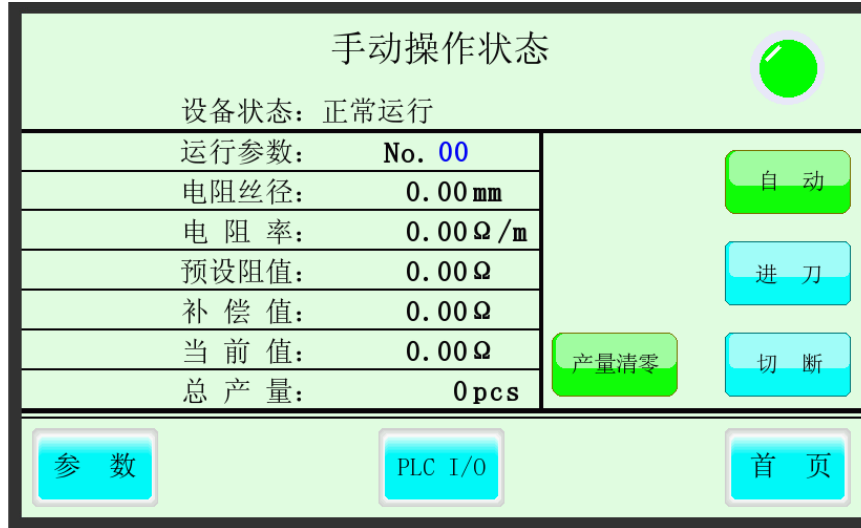 手动操作状态
设备状态：正常运行
运行参数： No. 00
电阻丝径： 0.00mm
电 阻 率： 0.00Ω/m
预设阻值： 0.00Ω
补 偿 值： 0.00Ω
当 前 值： 0.00Ω
总 产 量： 0pcs
自 动
进 刀
产量清零
切 断
参 数
PLC I/O
首 页